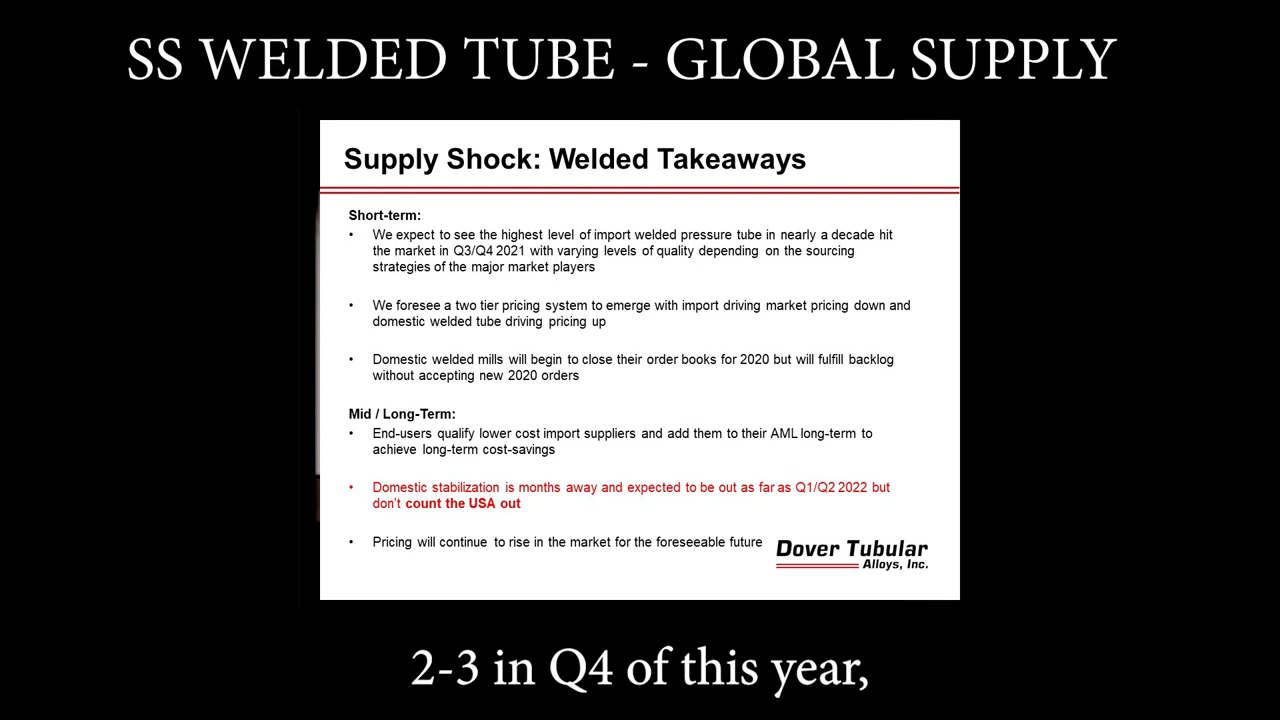 SS WELDED TUBE - GLOBAL SUPPLY
Supply Shock: Welded Takeaways
Short-term:
• We expect to see the highest level of import welded pressure tube in nearly a decade hit
the market in Q3/Q4 2021 with varying levels of quality depending on the sourcing
strategies of the major market players
• We foresee a two tier pricing system to emerge with import driving market pricing down and
domestic welded tube driving pricing up
• Domestic welded mills will begin to close their order books for 2020 but will fulfill backlog
without accepting new 2020 orders
Mid / Long-Term:
• End-users qualify lower cost import suppliers and add them to their AML long-term to
achieve long-term cost-savings
• Domestic stabilization is months away and expected to be out as far as Q1/Q2 2022 but
don't count the USA out
• Pricing will continue to rise in the market for the foreseeable future
Dover Tubular
Alloys, Inc.
2-3 in Q4 of this year,